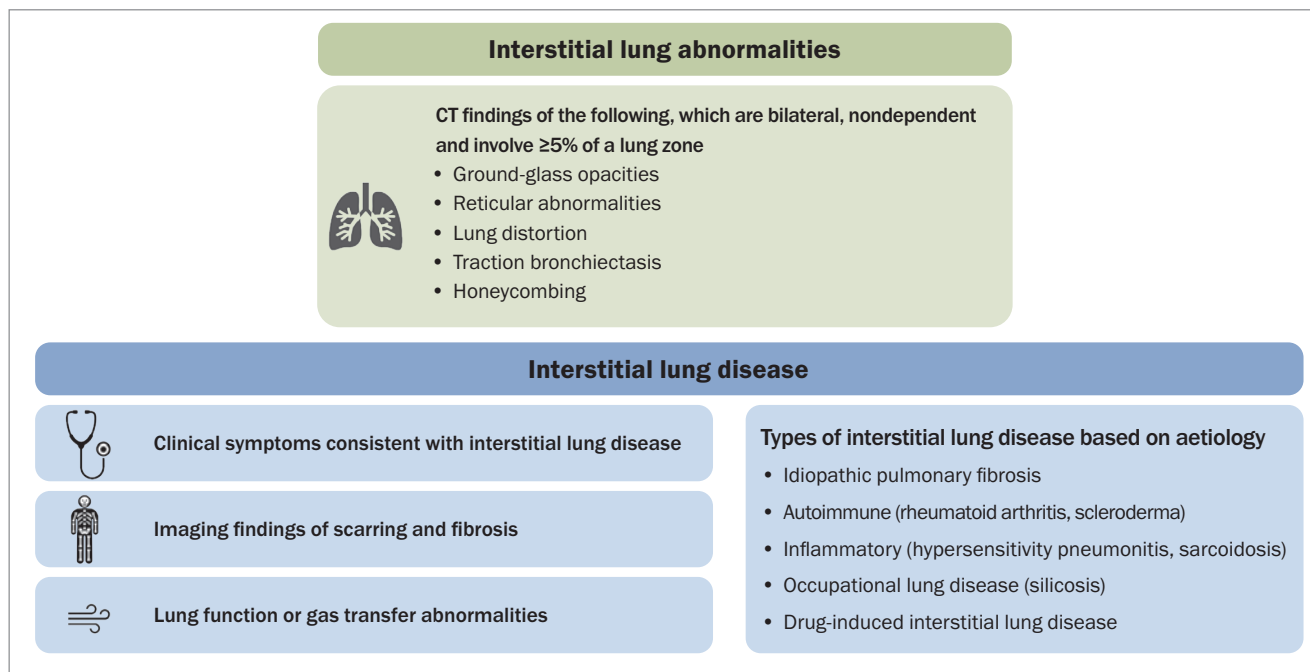 Interstitial lung abnormalities
CT findings of the following, which are bilateral, nondependent
and involve ≥5% of a lung zone
• Ground-glass opacities
• Reticular abnormalities
• Lung distortion
• Traction bronchiectasis
• Honeycombing
Interstitial lung disease
Clinical symptoms consistent with interstitial lung disease
Imaging findings of scarring and fibrosis
Lung function or gas transfer abnormalities
Types of interstitial lung disease based on aetiology
• Idiopathic pulmonary fibrosis
• Autoimmune (rheumatoid arthritis, scleroderma)
• Inflammatory (hypersensitivity pneumonitis, sarcoidosis)
• Occupational lung disease (silicosis)
• Drug-induced interstitial lung disease